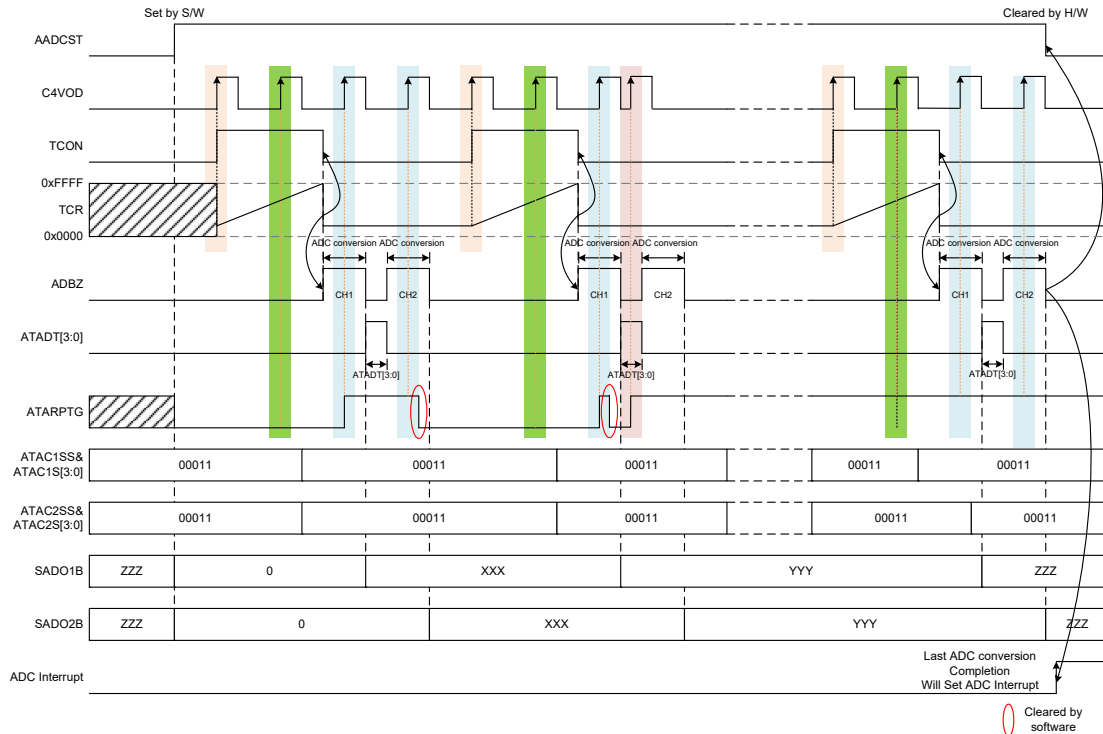 Set by S/W
Cleared by H/W
AADCST
C4VOD
TCON
0xFFFF
TCR
0x0000
ADC conversion ADC conversion
ADC conversion ADC conversion
ADC conversion ADC conversion
ADBZ
CH1
CH2
CH1
CH2
CH1
CH2
ATADT[3:0]
ATADT[3:0]
ATADT[3:0]
ATADT[3:0]
ATARPTG
ATAC1SS&
ATAC1S[3:0]
00011
00011
00011
00011
00011
ATAC2SS&
ATAC2S[3:0]
00011
00011
00011
00011
00011
SADO1B
ZZZ
0
XXX
YYY
ZZZ
SADO2B
ZZZ
0
XXX
YYY
ZZZ
ADC Interrupt
Last ADC conversion
Completion
Will Set ADC Interrupt
Cleared by
software